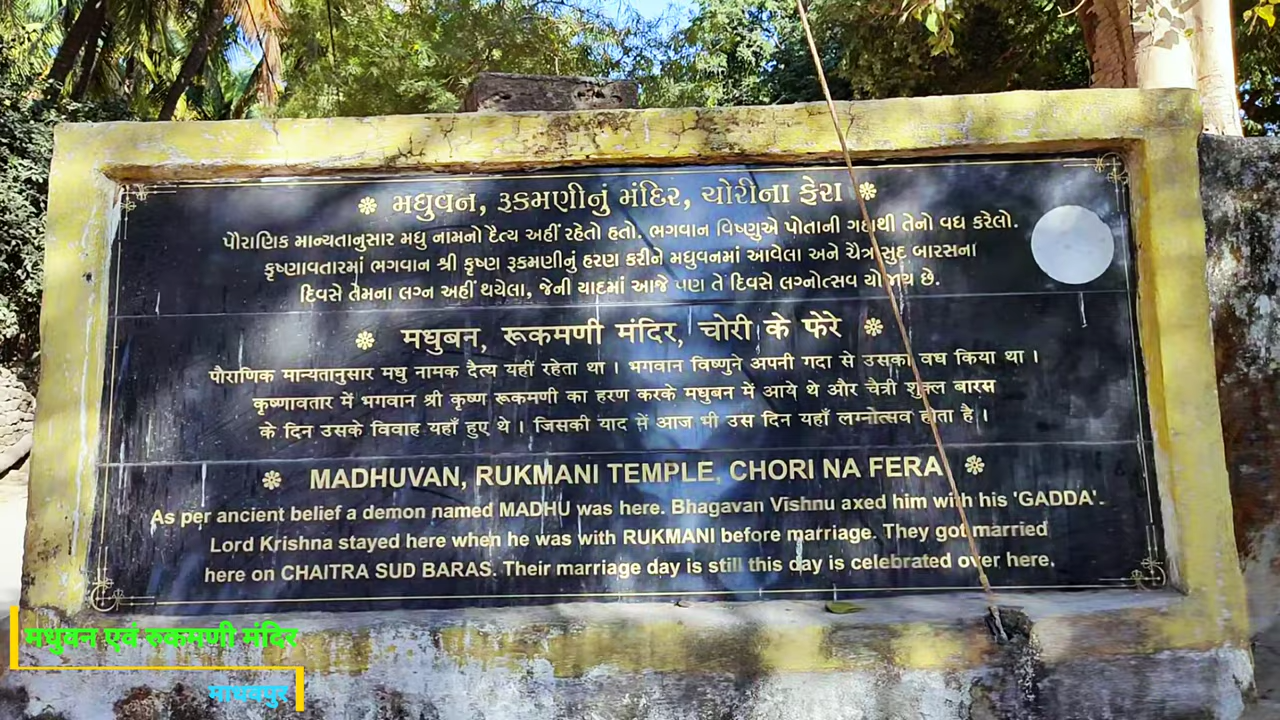 મધુવન, રૂકમણીનું મંદિર, ચોરીના ફેરા
પૌરાણિક માન્યતાનુસાર મધુ નામનો દૈત્ય અહીં રહેતો હતો. ભગવાન વિષ્ણુએ પોતાની ગદાથી તેનો વધ કરેલો.
કૃષ્ણાવતારમાં ભગવાન શ્રી કૃષ્ણ રૂકમણીનું હરણ કરીને મધુવનમાં આવેલા અને ચૈત્ર સુદ બારસના
દિવસે તેમના લગ્ન અહીં થયેલા, જેની યાદમાં આજે પણ તે દિવસે લગ્નોત્સવ યોજાય છે.
मधुबन, रूकमणी मंदिर, चोरी के फेरे
पौराणिक मान्यतानुसार मधु नामक दैत्य यहीं रहेता था । भगवान विष्णुने अपनी गदा से उसका वध किया था ।
कृष्णावतार में भगवान श्री कृष्ण रूकमणी का हरण करके मधुबन में आये थे और चैत्री शुक्ल बारस
के दिन उसके विवाह यहाँ हुए थे । जिसकी याद में आज भी उस दिन यहाँ लग्नोत्सव होता है ।
MADHUVAN, RUKMANI TEMPLE, CHORI NA FERA
As per ancient belief a demon named MADHU was here. Bhagavan Vishnu axed him with his 'GADDA'.
Lord Krishna stayed here when he was with RUKMANI before marriage. They got married
here on CHAITRA SUD BARAS. Their marriage day is still this day is celebrated over here.
मधुवन एवं रुकमणी मंदिर
माधवपुर